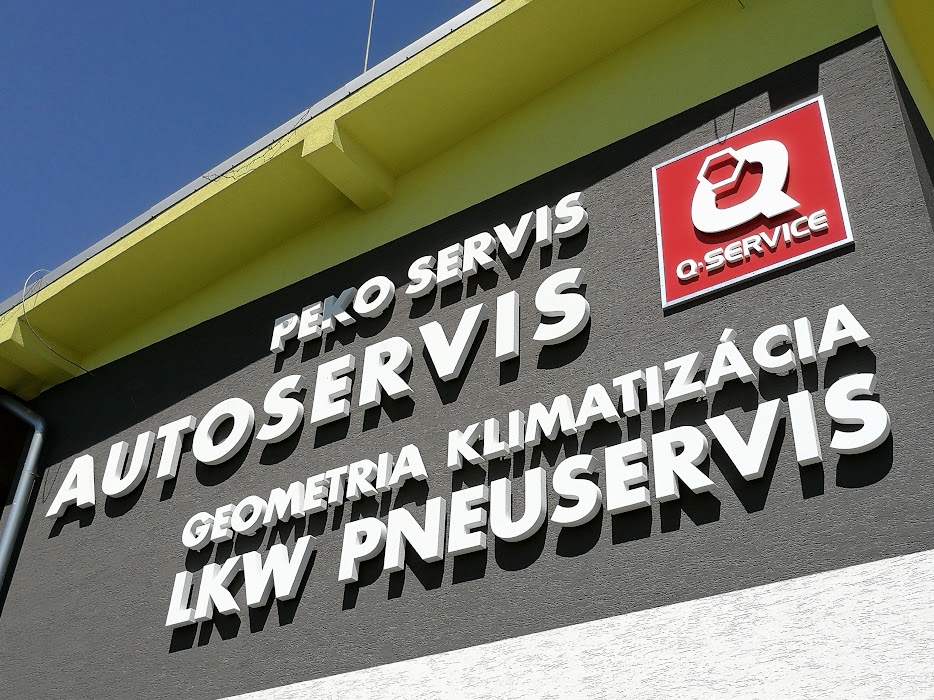 PEKO SERVIS
AUTOSERVIS
GEOMETRIA KLIMATIZÁCIA
LKW PNEUSERVIS
Q
Q-SERVICE